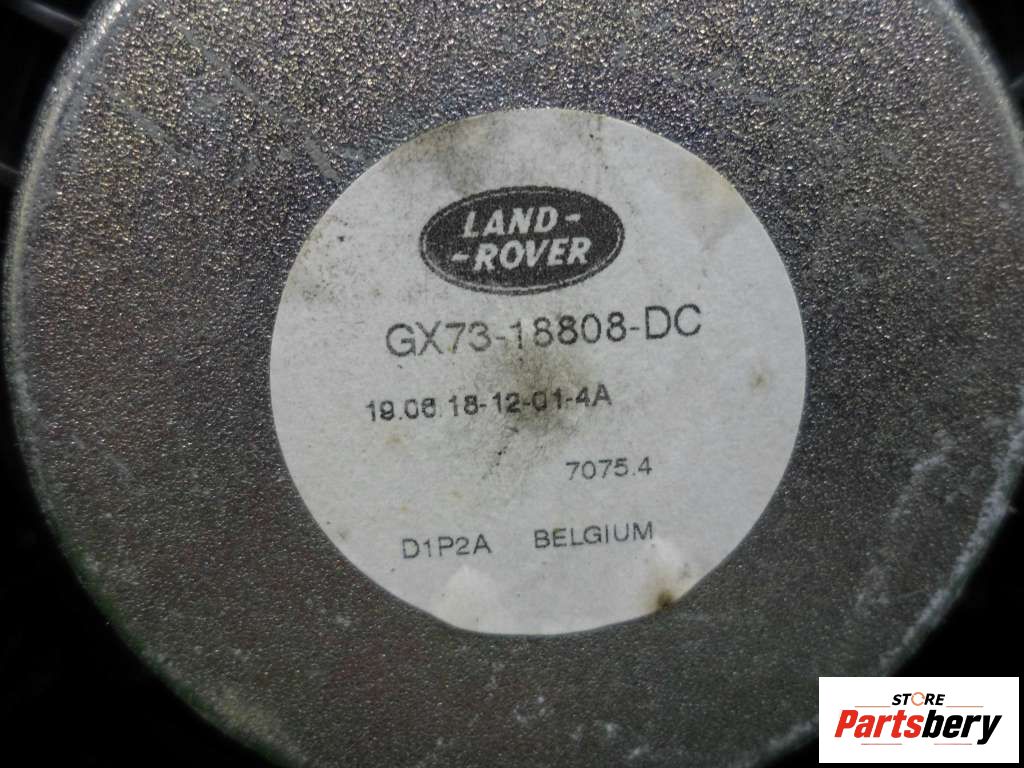 LAND-
-ROVER
GX73-18808-DC
19.06.18-12-01-4A
7075.4
D1P2A BELGIUM
STORE
Partsbery